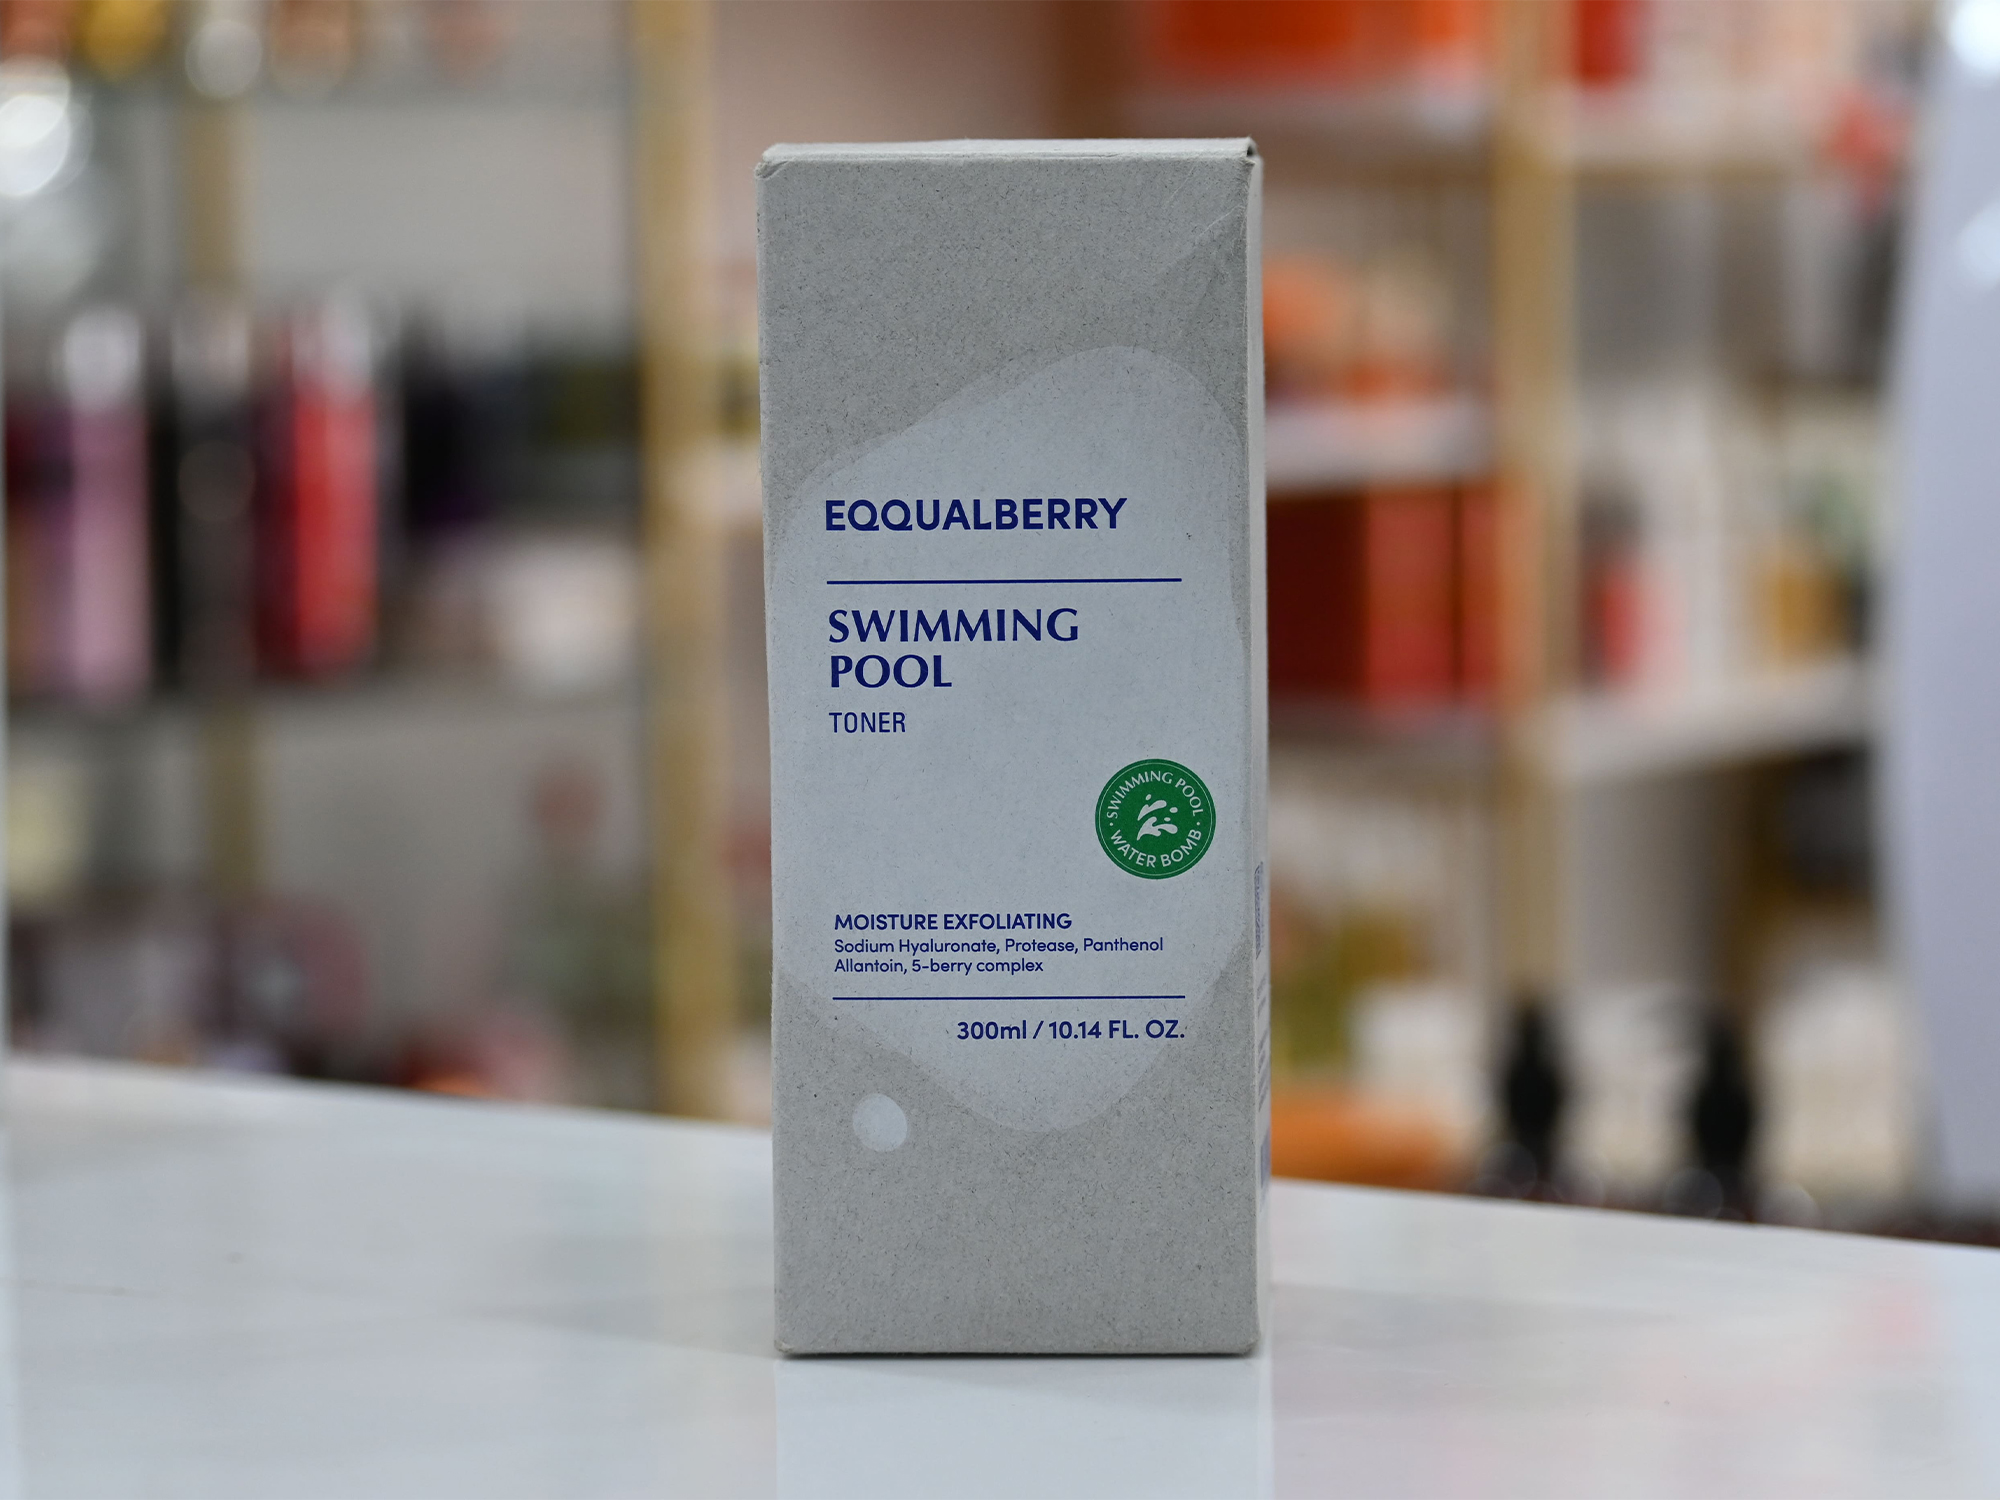 EQQUALBERRY
SWIMMING
POOL
TONER
SWIMMING POOL
WATER BOMB
MOISTURE EXFOLIATING
Sodium Hyaluronate, Protease, Panthenol
Allantoin, 5-berry complex
300ml / 10.14 FL. OZ.